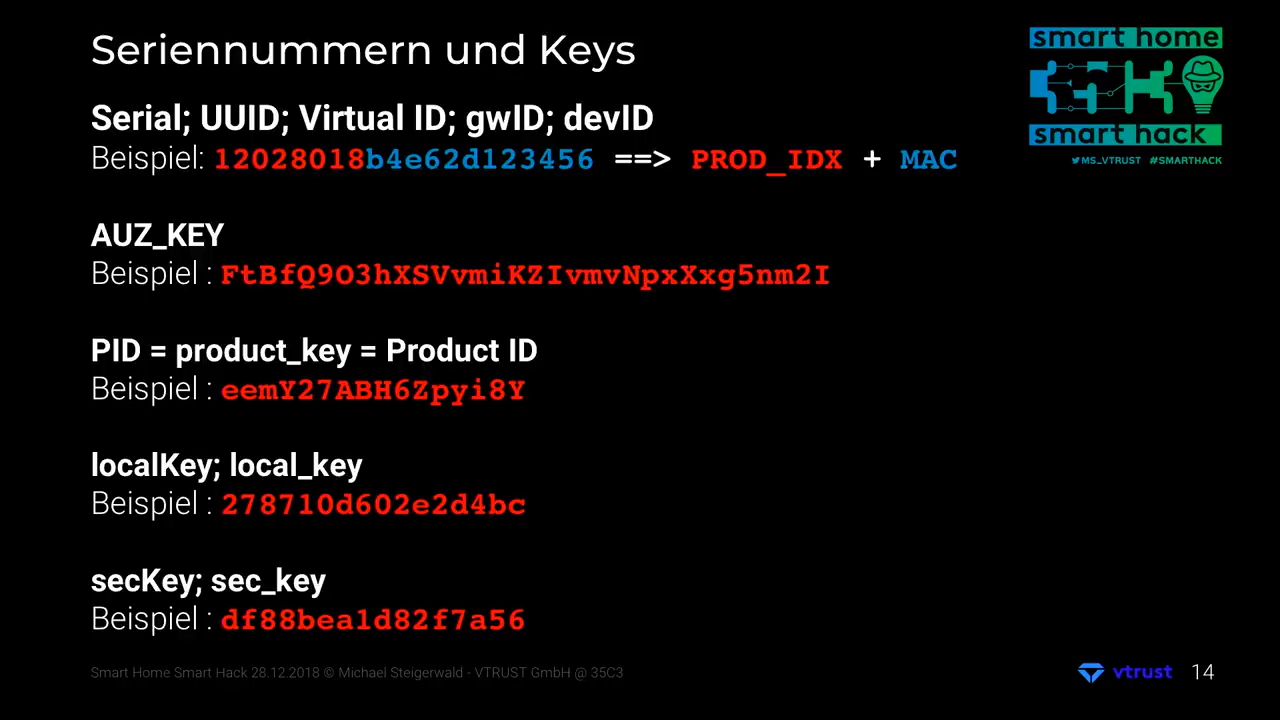 Seriennummern und Keys
smart home
smart hack
MS_VTRUST #SMARTHACK
Serial; UUID; Virtual ID; gwID; devID
Beispiel: 12028018b4e62d123456 ==> PROD_IDX + MAC
AUZ_KEY
Beispiel : FtBfQ9O3hXSVvmiKZIvmvNpxXxg5nm2I
PID = product_key = Product ID
Beispiel : eemY27ABH6Zpyi8Y
localKey; local_key
Beispiel : 278710d602e2d4bc
secKey; sec_key
Beispiel : df88bea1d82f7a56
Smart Home Smart Hack 28.12.2018 © Michael Steigerwald - VTRUST GmbH @ 35C3
vtrust 14